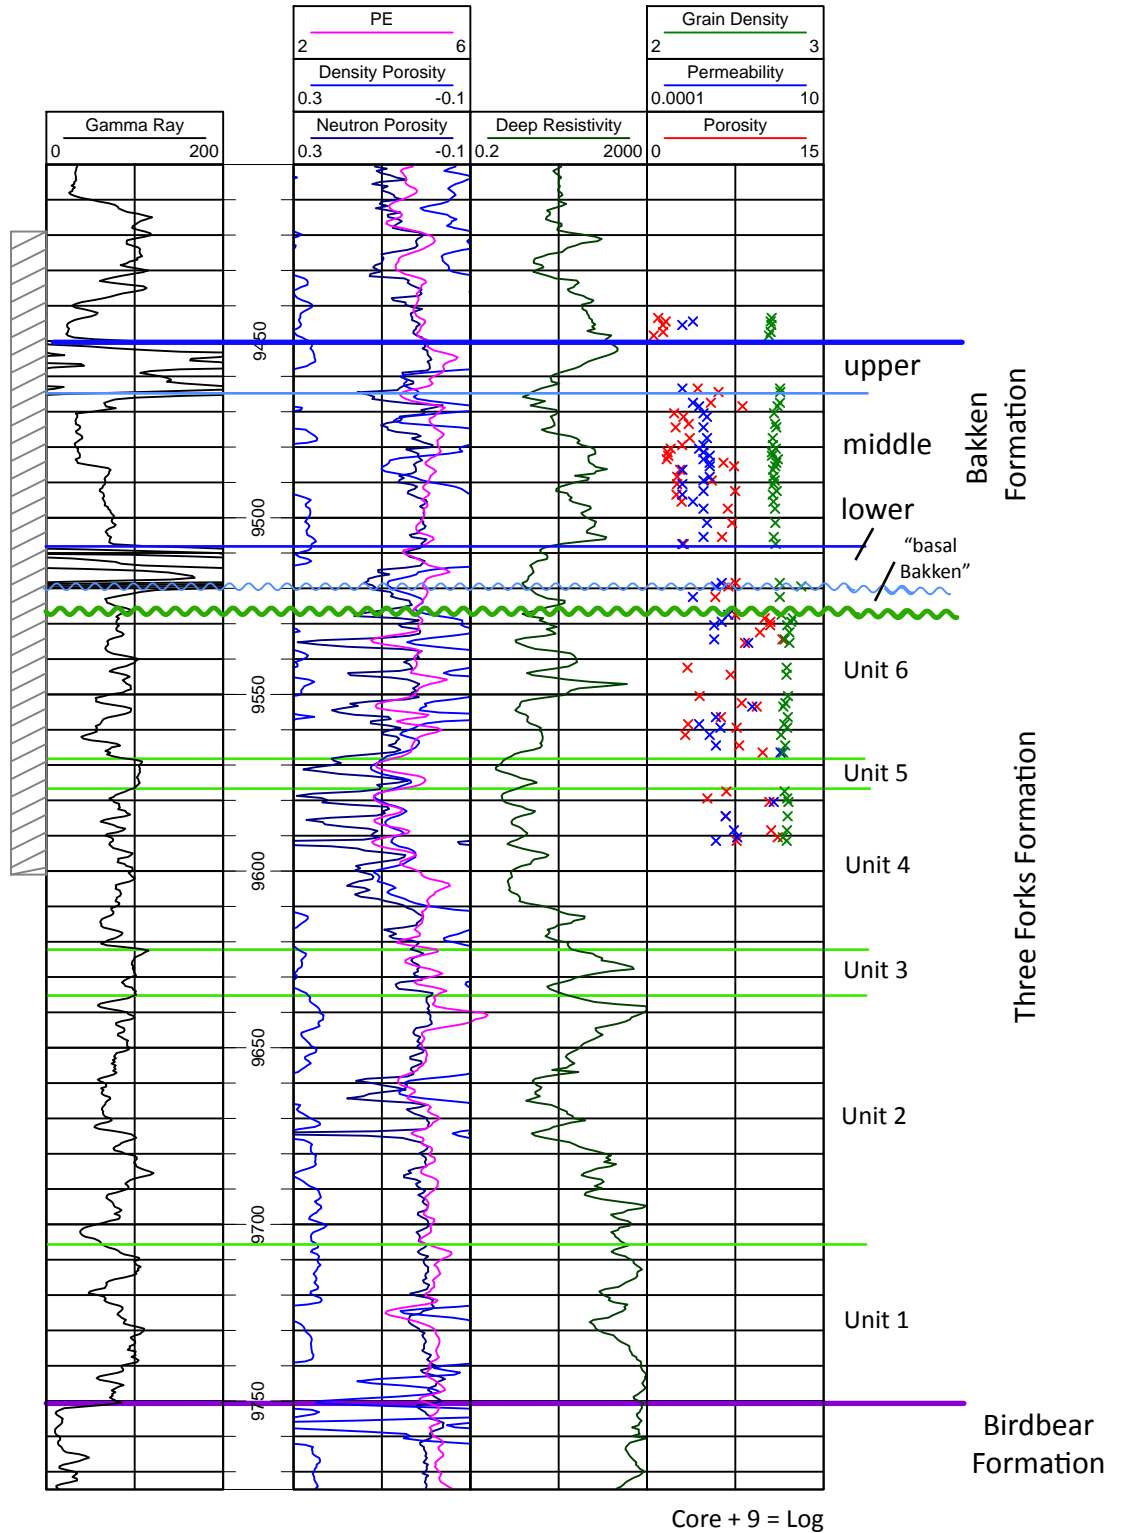 PE
2 6
Density Porosity
0.3 -0.1
Gamma Ray
0 200
Neutron Porosity
0.3 -0.1
Deep Resistivity
0.2 2000
Grain Density
2 3
Permeability
0.0001 10
Porosity
0 15
9450
9500
9550
9600
9650
9700
9750
upper
middle
lower
"basal
Bakken"
Bakken
Formation
Unit 6
Unit 5
Unit 4
Unit 3
Unit 2
Unit 1
Three Forks Formation
Birdbear
Formation
Core + 9 = Log